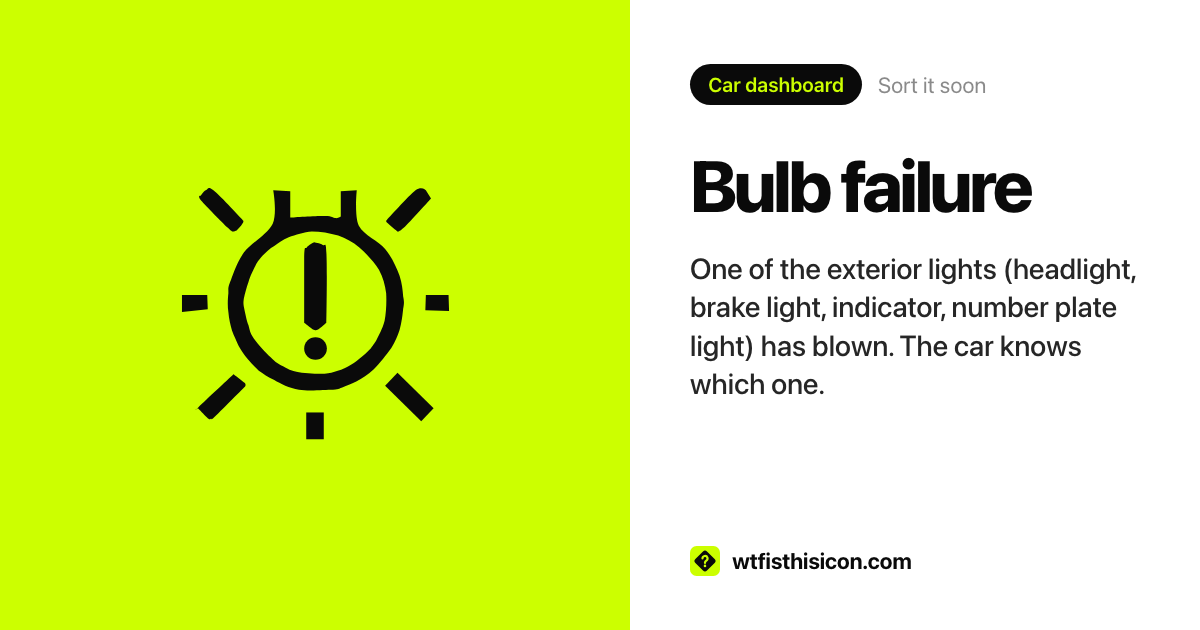 Car dashboard
Sort it soon
Bulb failure
One of the exterior lights (headlight,
brake light, indicator, number plate
light) has blown. The car knows
which one.
?
wtfisthisicon.com